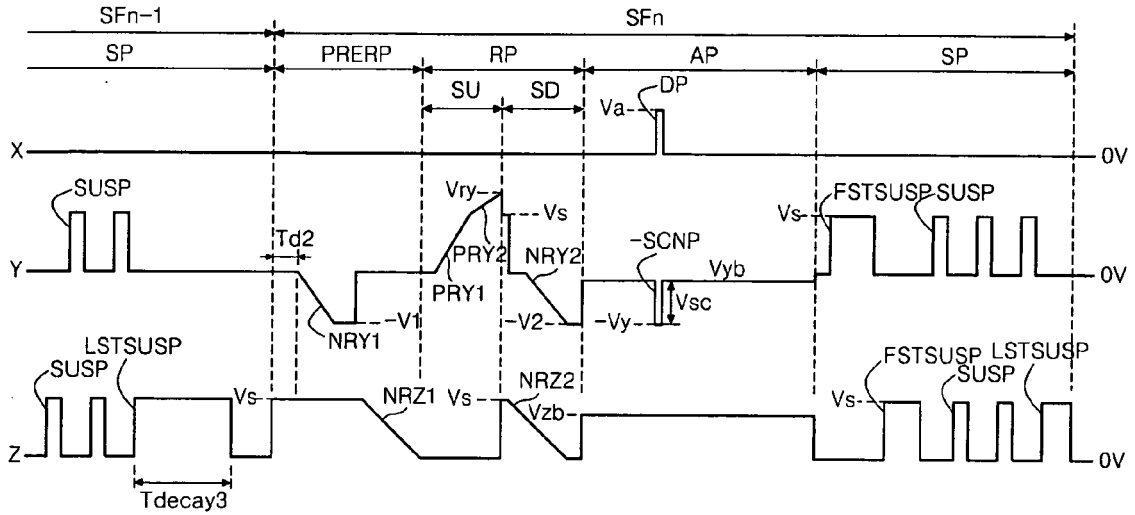 SFn-1 SFn
SP PRERP RP AP SP
SU SD
Va DP
X 0V
SUSP Vry Vs Vs FSTSUSP SUSP
Td2
PRY2 NRY2 -SCNP
Y PRY1 Vyb 0V
NRY1 -V1 -V2 -Vy Vsc
SUSP LSTSUSP FSTSUSP SUSP LSTSUSP
Vs NRZ1 Vs NRZ2 Vzb Vs
Z 0V
Tdecay3